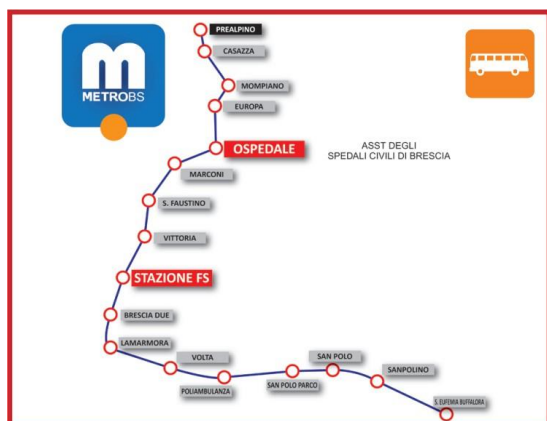 PREALPINO
CASAZZA
METROBS
MOMPIANO
EUROPA
OSPEDALE
ASST DEGLI
SPEDALI CIVILI DI BRESCIA
MARCONI
S. FAUSTINO
VITTORIA
STAZIONE FS
BRESCIA DUE
LAMARMORA
VOLTA
POLIAMBULANZA
SAN POLO PARCO
SAN POLO
SANPOLINO
S. EUFEMIA BUFFALORA